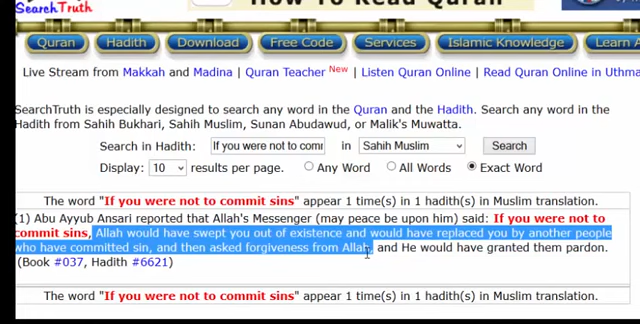 SearchTruth
How To Read Quran
Quran Hadith Download Free Code Services Islamic Knowledge Learn A
Live Stream from Makkah and Madina | Quran Teacher New | Listen Quran Online | Read Quran Online in Uthma
SearchTruth is especially designed to search any word in the Quran and the Hadith. Search any word in the
Hadith from Sahih Bukhari, Sahih Muslim, Sunan Abudawud, or Malik's Muwatta.
Search in Hadith: If you were not to comm in Sahih Muslim Search
Display: 10 results per page. Any Word All Words Exact Word
The word "If you were not to commit sins" appear 1 time(s) in 1 hadith(s) in Muslim translation.
(1) Abu Ayyub Ansari reported that Allah's Messenger (may peace be upon him) said: If you were not to
commit sins, Allah would have swept you out of existence and would have replaced you by another people
who have committed sin, and then asked forgiveness from Allah, and He would have granted them pardon.
(Book #037, Hadith #6621)
The word "If you were not to commit sins" appear 1 time(s) in 1 hadith(s) in Muslim translation.